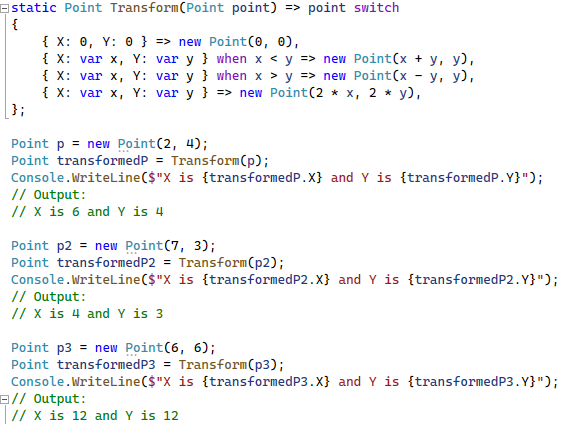 static Point Transform(Point point) => point switch
{
    { X: 0, Y: 0 } => new Point(0, 0),
    { X: var x, Y: var y } when x < y => new Point(x + y, y),
    { X: var x, Y: var y } when x > y => new Point(x - y, y),
    { X: var x, Y: var y } => new Point(2 * x, 2 * y),
};
Point p = new Point(2, 4);
Point transformedP = Transform(p);
Console.WriteLine($"X is {transformedP.X} and Y is {transformedP.Y}");
// Output:
// X is 6 and Y is 4
Point p2 = new Point(7, 3);
Point transformedP2 = Transform(p2);
Console.WriteLine($"X is {transformedP2.X} and Y is {transformedP2.Y}");
// Output:
// X is 4 and Y is 3
Point p3 = new Point(6, 6);
Point transformedP3 = Transform(p3);
Console.WriteLine($"X is {transformedP3.X} and Y is {transformedP3.Y}");
// Output:
// X is 12 and Y is 12